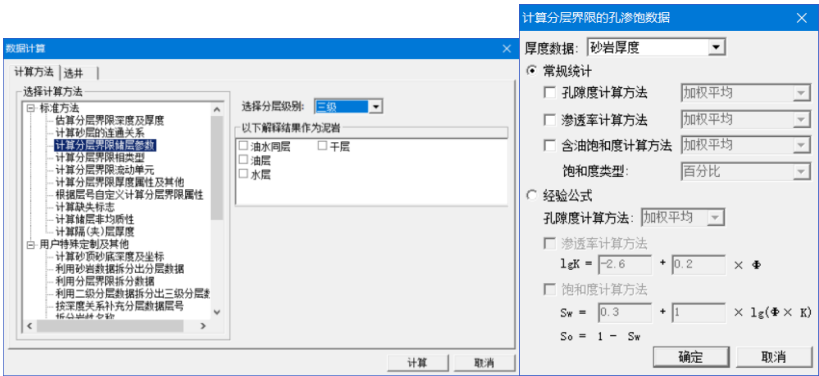 数据计算
计算方法
选井
选择计算方法
标准方法
估算分层界限深度及厚度
计算砂层的连通关系
计算分层界限储层参数
计算分层界限相类型
计算分层界限流动单元
计算分层界限厚度属性及其他
根据层号自定义计算分层界限属性
计算缺失标志
计算储层非均质性
计算隔(夹)层厚度
用户特殊定制及其他
计算砂顶砂底深度及坐标
利用砂岩数据拆分出分层数据
利用分层界限拆分数据
利用二级分层数据拆分出三级分层数
按深度关系补充分层数据层号
拆分岩性名称
选择分层级别: 三级
以下解释结果作为泥岩
油水同层 干层
油层
水层
计算 取消
计算分层界限的孔渗饱数据
厚度数据: 砂岩厚度
常规统计
孔隙度计算方法 加权平均
渗透率计算方法 加权平均
含油饱和度计算方法 加权平均
饱和度类型: 百分比
经验公式
孔隙度计算方法: 加权平均
渗透率计算方法
lgK = -2.6 + 0.2 × Φ
饱和度计算方法
Sw = 0.3 + 1 × lg(Φ× K)
So = 1 - Sw
确定 取消